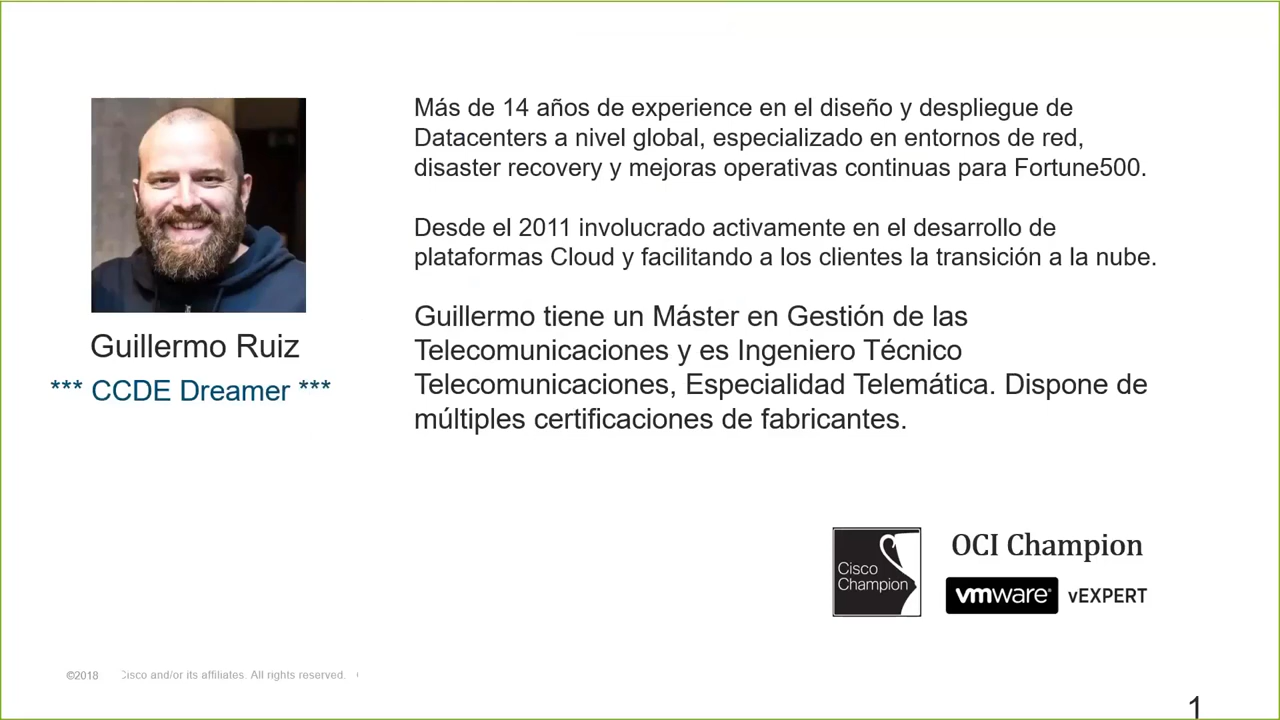 Más de 14 años de experience en el diseño y despliegue de
Datacenters a nivel global, especializado en entornos de red,
disaster recovery y mejoras operativas continuas para Fortune500.
Desde el 2011 involucrado activamente en el desarrollo de
plataformas Cloud y facilitando a los clientes la transición a la nube.
Guillermo tiene un Máster en Gestión de las
Telecomunicaciones y es Ingeniero Técnico
Telecomunicaciones, Especialidad Telemática. Dispone de
múltiples certificaciones de fabricantes.
Guillermo Ruiz
*** CCDE Dreamer ***
Cisco
Champion
OCI Champion
vmware® vEXPERT
©2018 Cisco and/or its affiliates. All rights reserved.
1